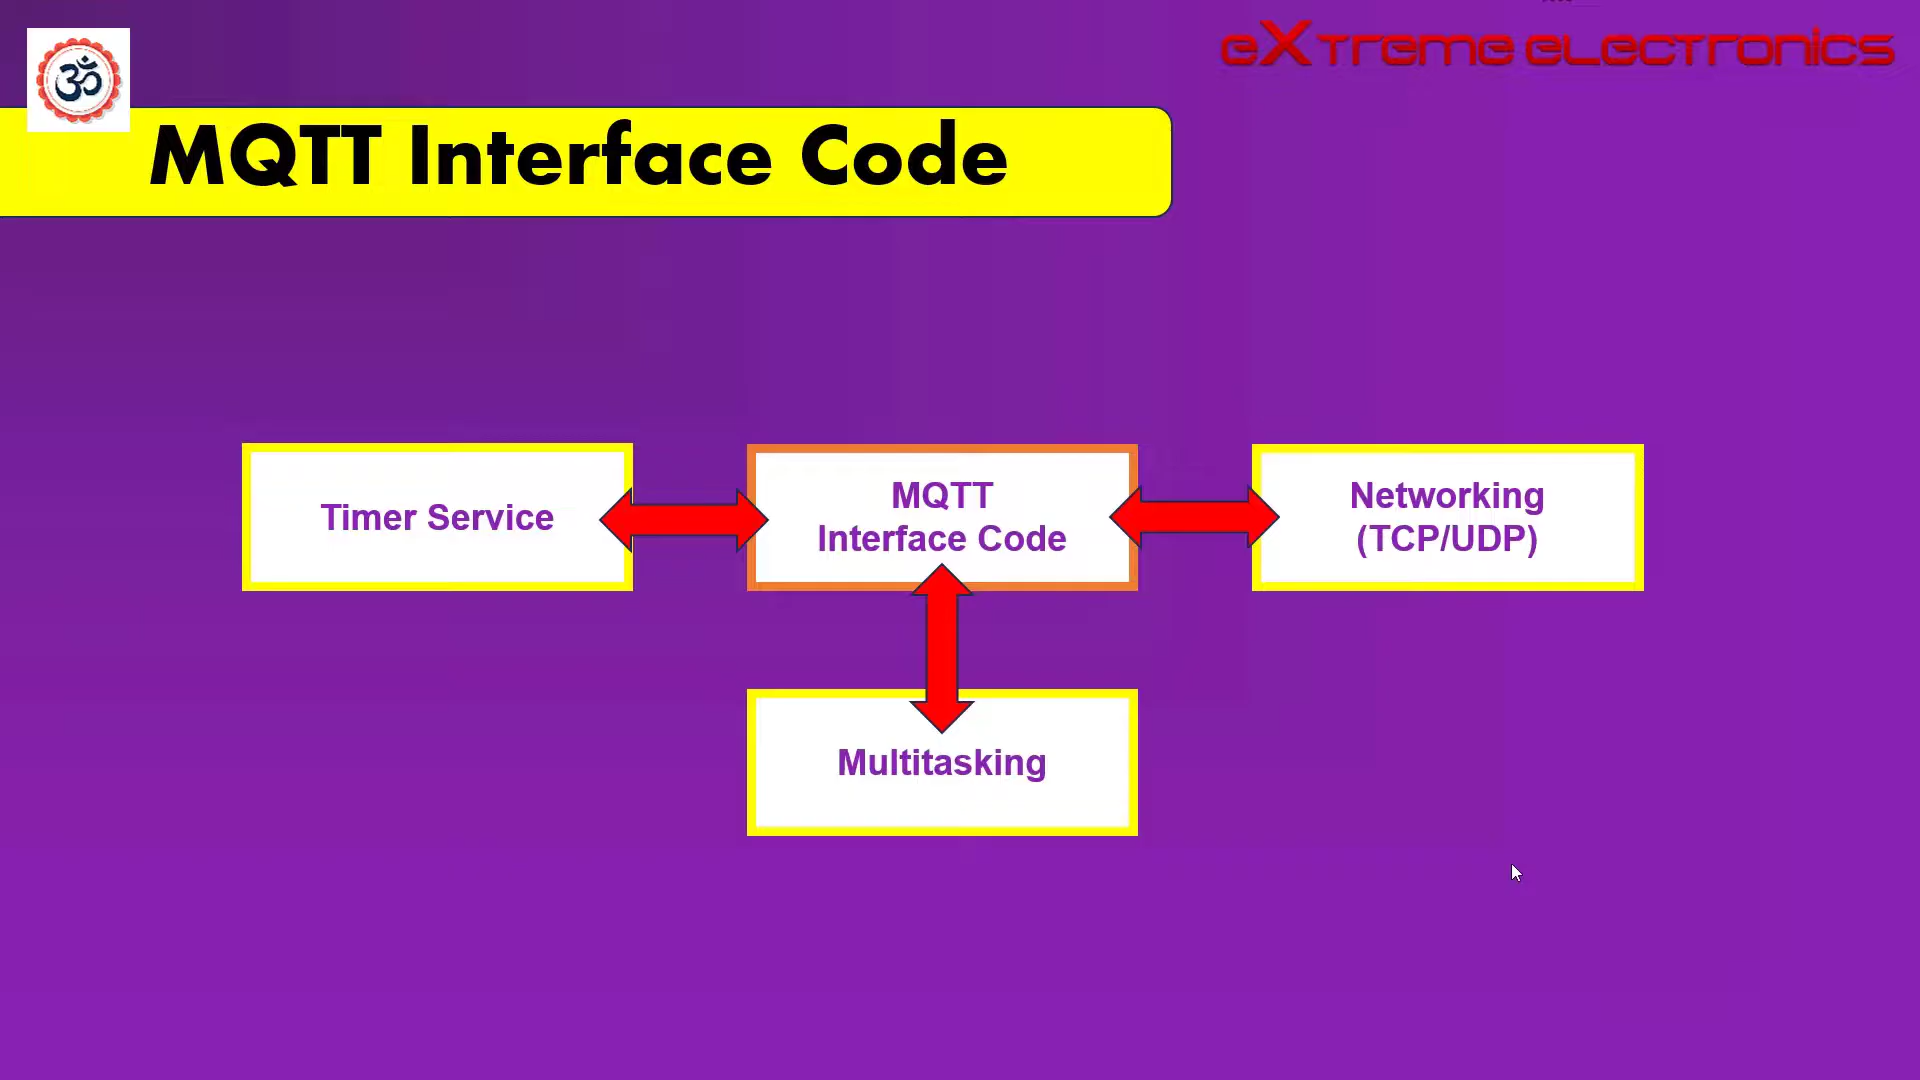 eXtreme eLectronics
ॐ
MQTT Interface Code
Timer Service
MQTT
Interface Code
Networking
(TCP/UDP)
Multitasking